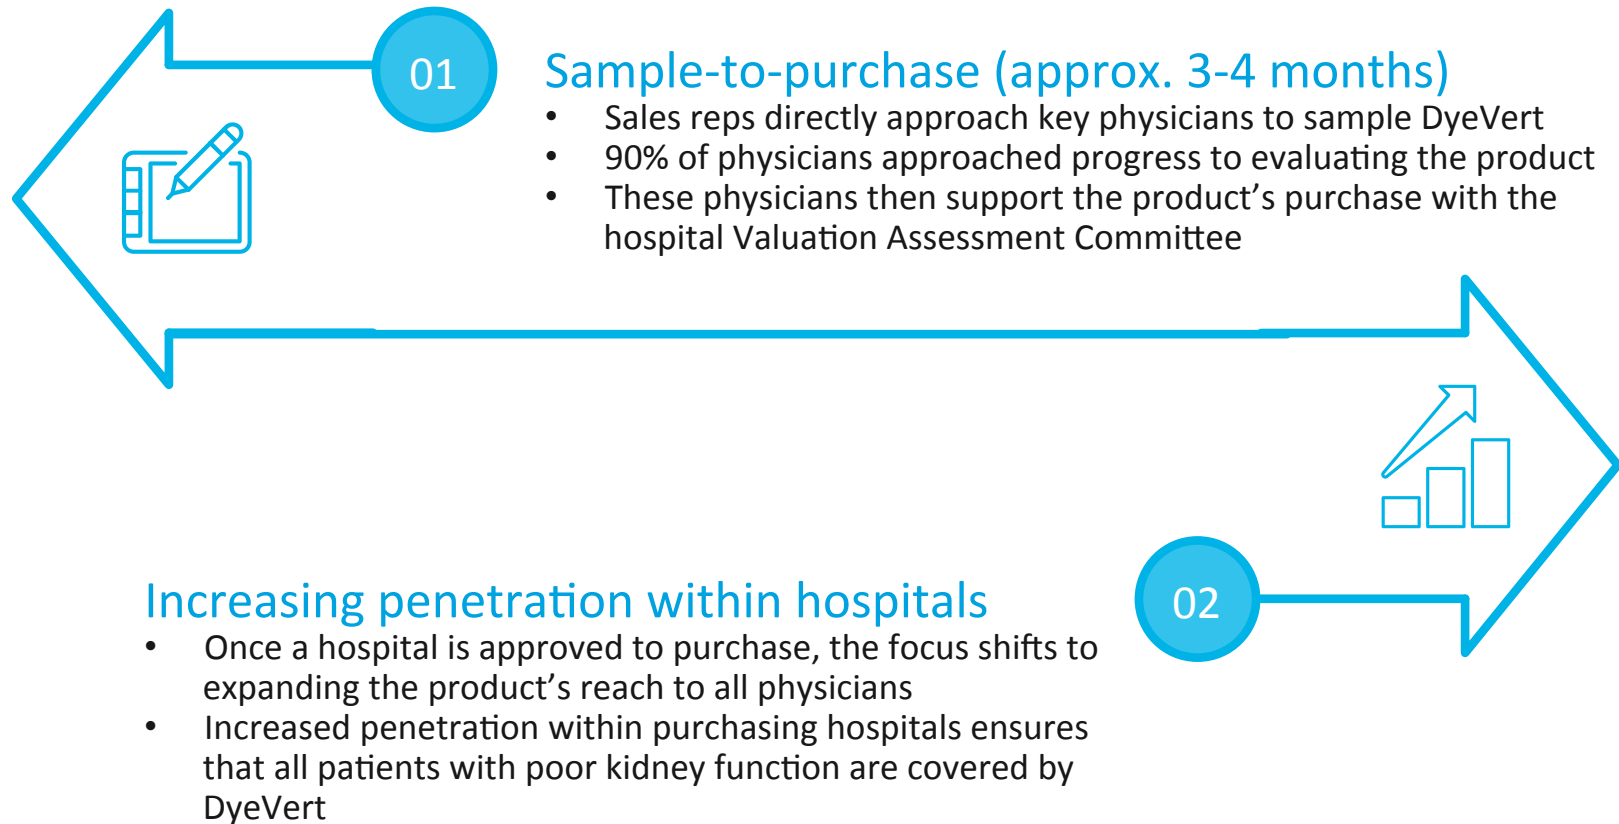 01
Sample-to-purchase (approx. 3-4 months)
• Sales reps directly approach key physicians to sample DyeVert
• 90% of physicians approached progress to evaluating the product
• These physicians then support the product’s purchase with the
hospital Valuation Assessment Committee
02
Increasing penetration within hospitals
• Once a hospital is approved to purchase, the focus shifts to
expanding the product’s reach to all physicians
• Increased penetration within purchasing hospitals ensures
that all patients with poor kidney function are covered by
DyeVert